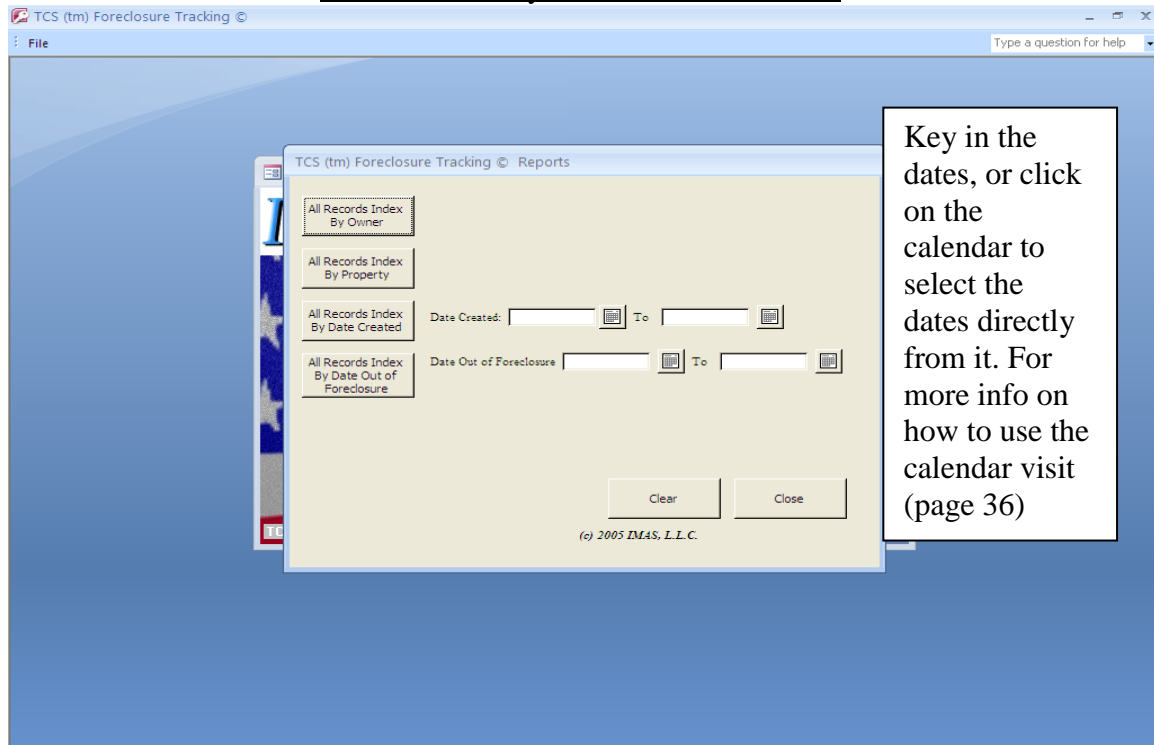 TCS (tm) Foreclosure Tracking ©
File
Type a question for help
TCS (tm) Foreclosure Tracking © Reports
All Records Index
By Owner
All Records Index
By Property
All Records Index
By Date Created
Date Created:
To
All Records Index
By Date Out of
Foreclosure
Date Out of Foreclosure
To
Clear
Close
(c) 2005 IMAS, L.L.C.
TC
Key in the
dates, or click
on the
calendar to
select the
dates directly
from it. For
more info on
how to use the
calendar visit
(page 36)